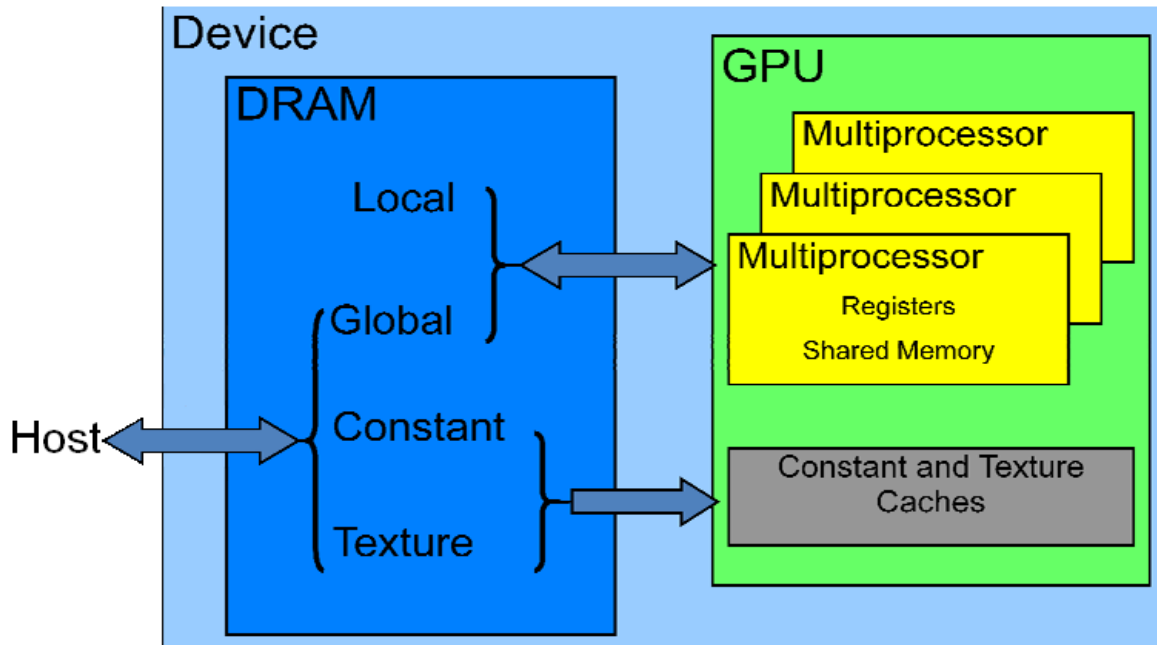 Device
DRAM
Local
Global
Constant
Texture
Host
GPU
Multiprocessor
Multiprocessor
Multiprocessor
Registers
Shared Memory
Constant and Texture
Caches